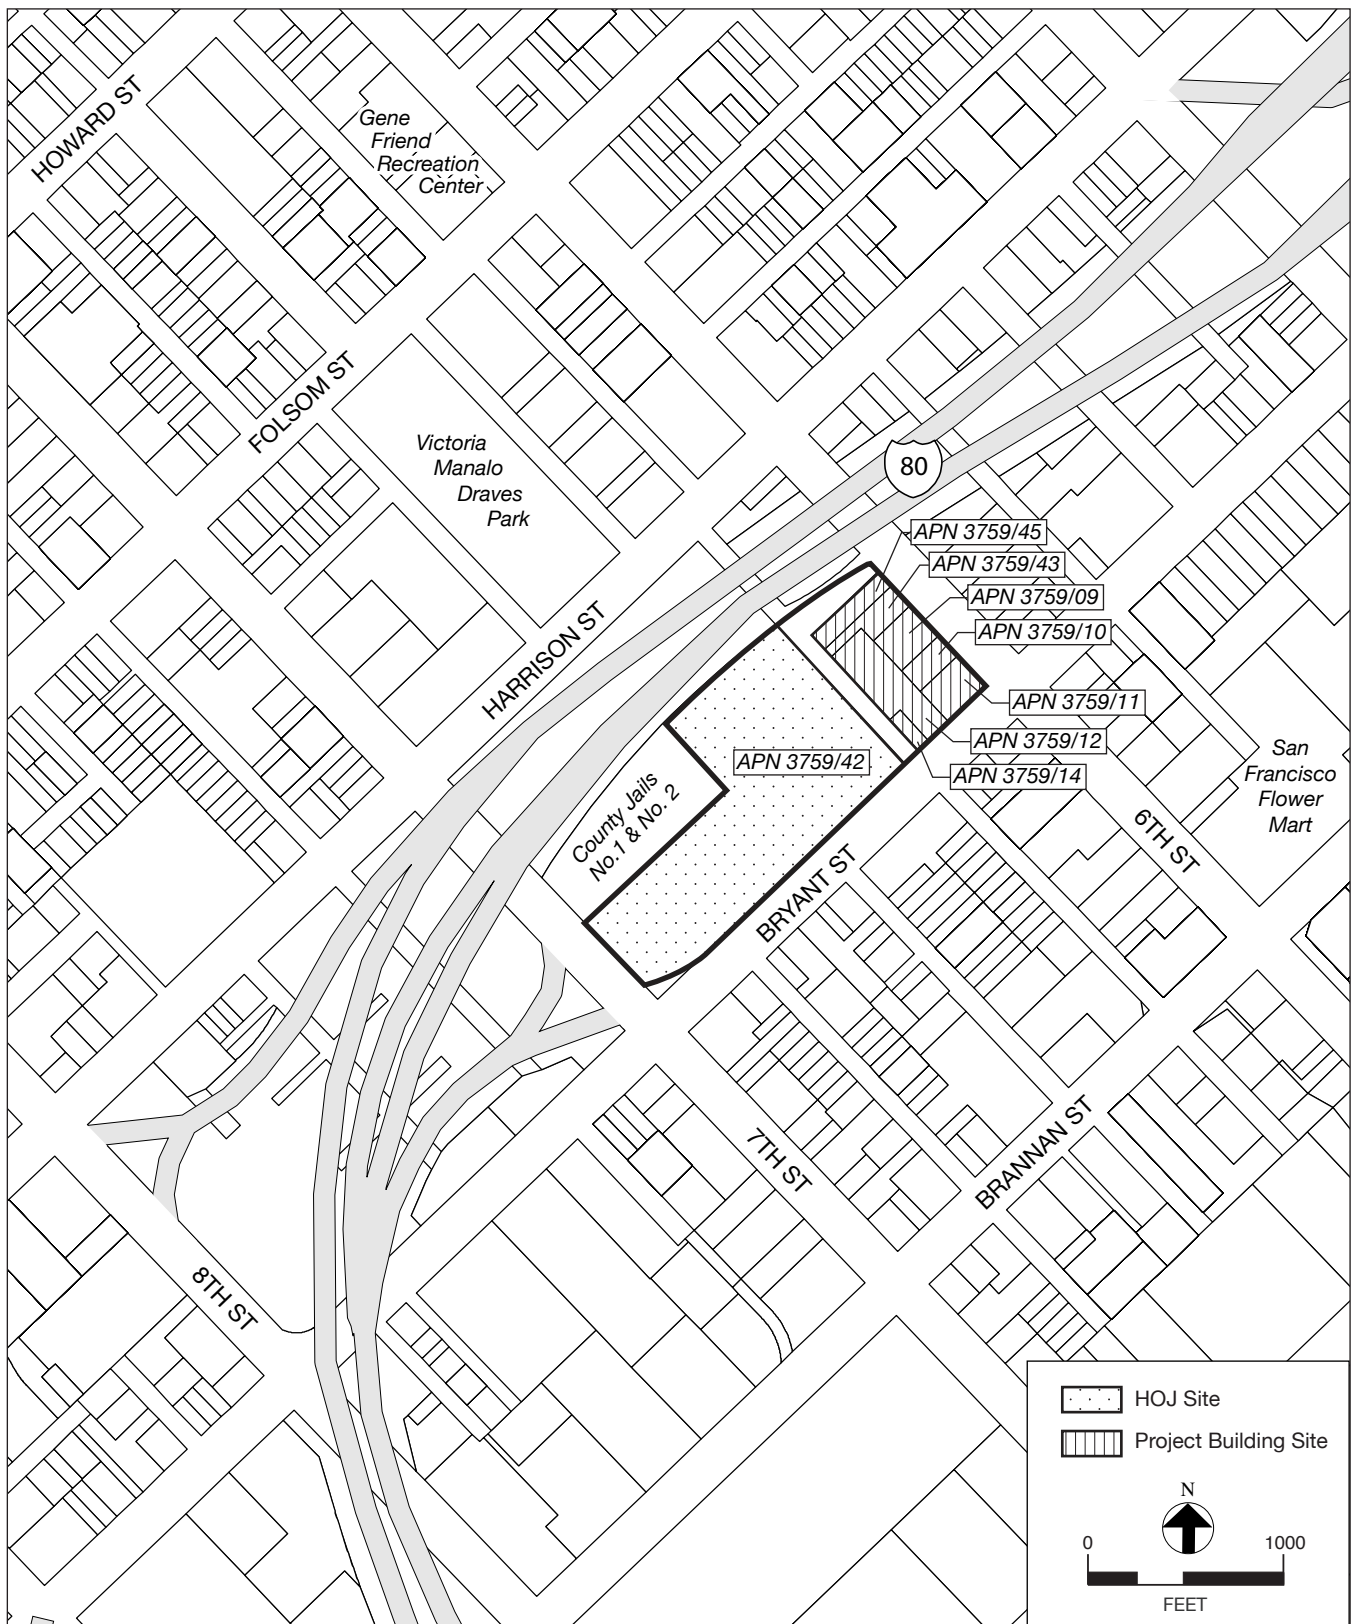 HOWARD ST
Gene
Friend
Recreation
Center
FOLSOM ST
Victoria
Manalo
Draves
Park
80
APN 3759/45
APN 3759/43
APN 3759/09
APN 3759/10
HARRISON ST
APN 3759/11
APN 3759/12
APN 3759/42
APN 3759/14
San
Francisco
Flower
Mart
County Jails
No.1 & No. 2
6TH ST
BRYANT ST
7TH ST
BRANNAN ST
8TH ST
HOJ Site
Project Building Site
N
0 1000
FEET